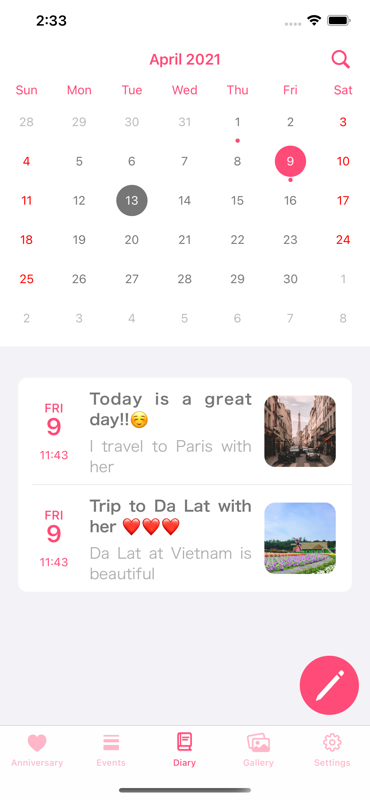 2:33
April 2021
Sun Mon Tue Wed Thu Fri Sat
28 29 30 31 1 2 3
4 5 6 7 8 9 10
11 12 13 14 15 16 17
18 19 20 21 22 23 24
25 26 27 28 29 30 1
2 3 4 5 6 7 8
FRI
9
11:43
Today is a great
day!!☺️
I travel to Paris with
her
FRI
9
11:43
Trip to Da Lat with
her ❤️❤️❤️
Da Lat at Vietnam is
beautiful
Anniversary Events Diary Gallery Settings